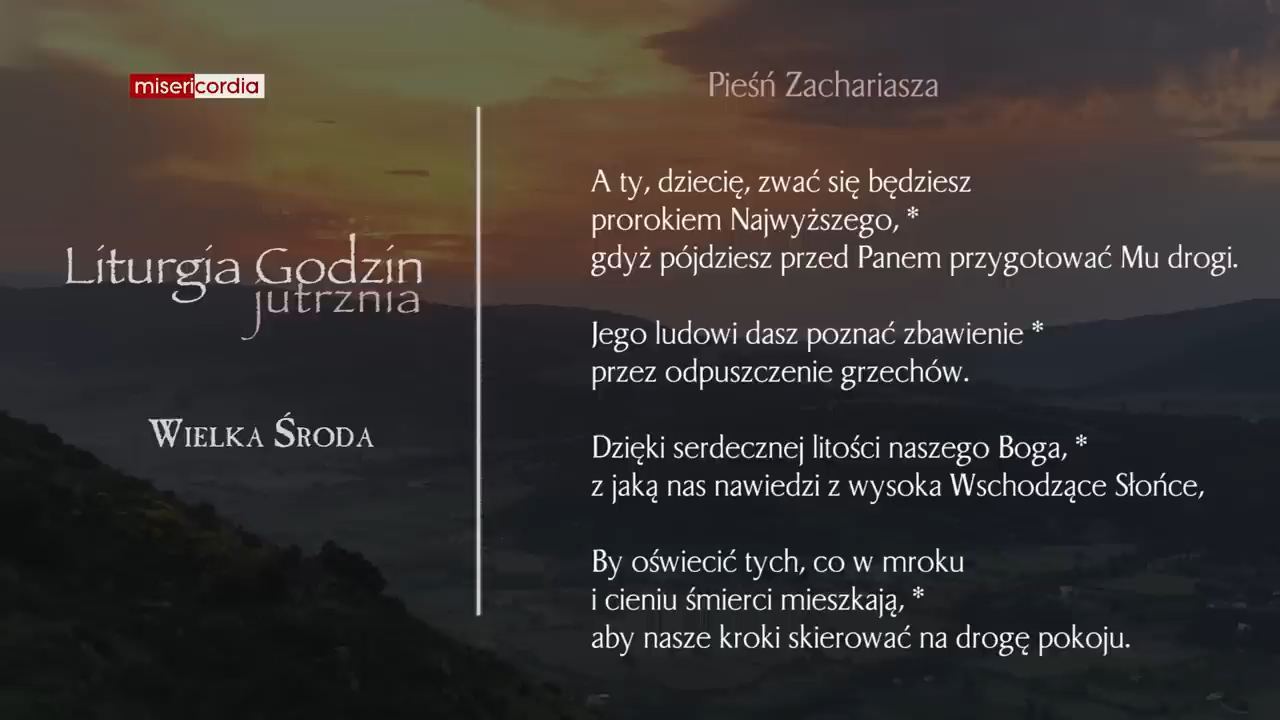 misericordia
Liturgia Godzin
jutrznia
Wielka Środa
Pieśń Zachariasza
A ty, dziecię, zwać się będziesz
prorokiem Najwyższego, *
gdyż pójdziesz przed Panem przygotować Mu drogi.
Jego ludowi dasz poznać zbawienie *
przez odpuszczenie grzechów.
Dzięki serdecznej litości naszego Boga, *
z jaką nas nawiedzi z wysoka Wschodzące Słońce,
By oświecić tych, co w mroku
i cieniu śmierci mieszkają, *
aby nasze kroki skierować na drogę pokoju.